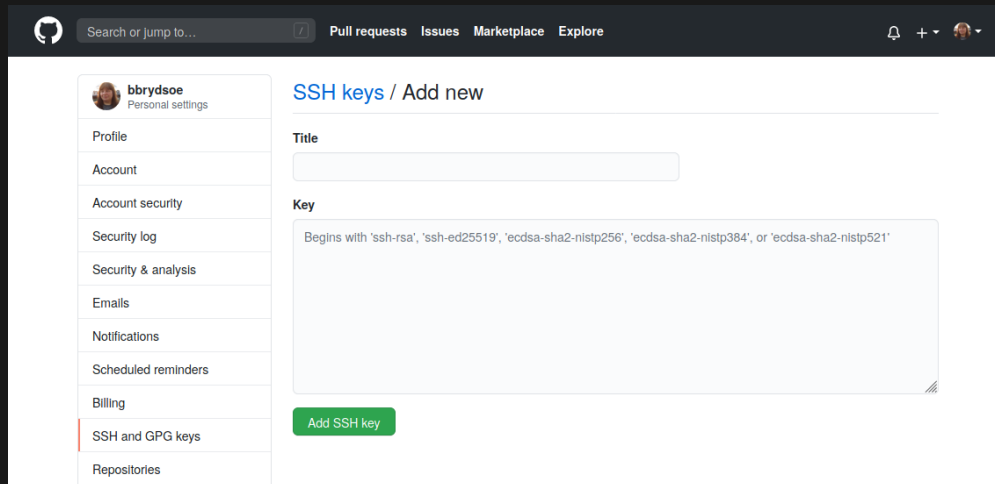 Search or jump to…
/
Pull requests Issues Marketplace Explore
bbrydsoe
Personal settings
Profile
Account
Account security
Security log
Security & analysis
Emails
Notifications
Scheduled reminders
Billing
SSH and GPG keys
Repositories
SSH keys / Add new
Title
Key
Begins with 'ssh-rsa', 'ssh-ed25519', 'ecdsa-sha2-nistp256', 'ecdsa-sha2-nistp384', or 'ecdsa-sha2-nistp521'
Add SSH key